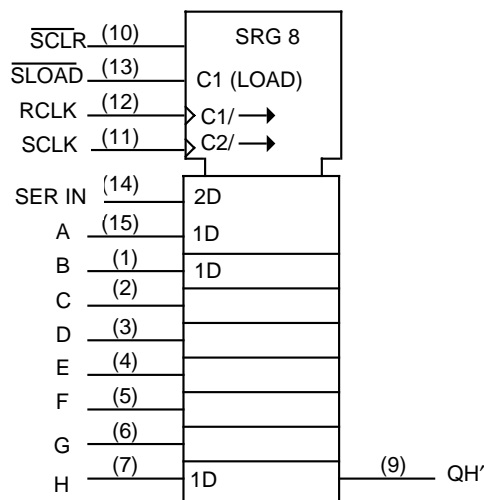 SCLR (10) SRG 8
SLOAD (13) C1 (LOAD)
RCLK (12) C1/
SCLK (11) C2/
SER IN (14) 2D
A (15) 1D
B (1) 1D
C (2)
D (3)
E (4)
F (5)
G (6)
H (7) 1D (9) QH′